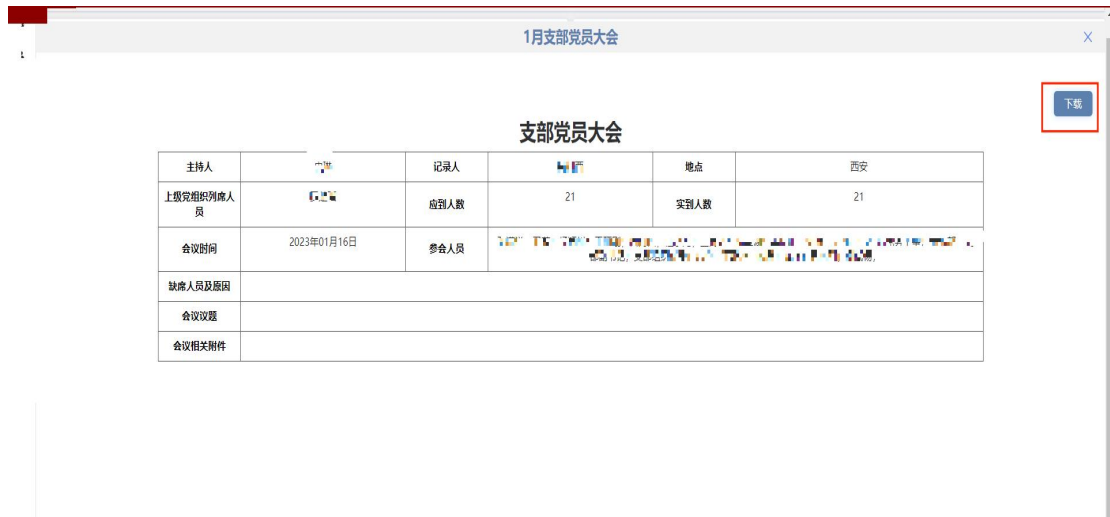 1月支部党员大会
X
下载
支部党员大会
主持人 记录人 地点 西安
上级党组织列席人员 应到人数 21 实到人数 21
会议时间 2023年01月16日 参会人员
缺席人员及原因
会议议题
会议相关附件